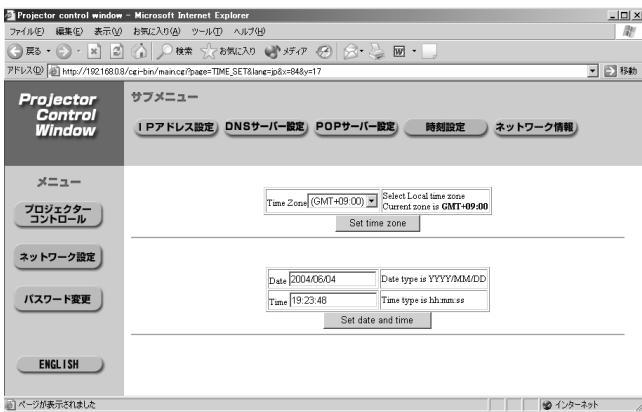 Projector control window - Microsoft Internet Explorer
ファイル(F) 編集(E) 表示(V) お気に入り(A) ツール(T) ヘルプ(H)
戻る 検索 お気に入り メディア
アドレス(D) http://192.168.0.8/cgi-bin/main.cgi?page=TIME_SET&lang=jp&x=84&y=17 移動
Projector
Control
Window
サブメニュー
IPアドレス設定 DNSサーバー設定 POPサーバー設定 時刻設定 ネットワーク情報
メニュー
プロジェクター
コントロール
ネットワーク設定
パスワード変更
ENGLISH
Time Zone (GMT+09:00) Select Local time zone
Current zone is GMT+09:00
Set time zone
Date 2004/06/04 Date type is YYYY/MM/DD
Time 19:23:48 Time type is hh:mm:ss
Set date and time
ページが表示されました インターネット